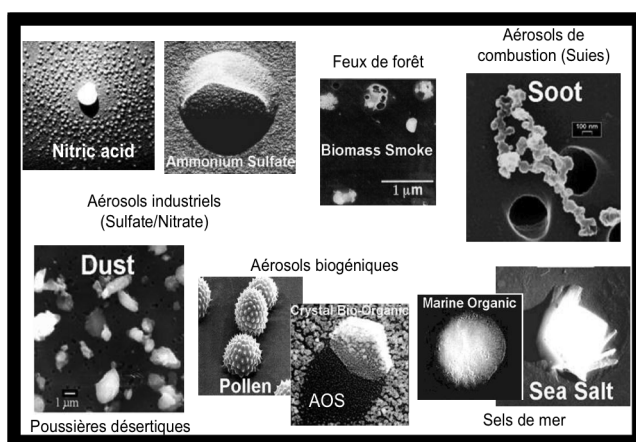 Nitric acid
Ammonium Sulfate
Aérosols industriels
(Sulfate/Nitrate)
Feux de forêt
Biomass Smoke
1 µm
Aérosols de
combustion (Suies)
Soot
100 nm
Dust
1 µm
Poussières désertiques
Aérosols biogéniques
Pollen
Crystal Bio-Organic
AOS
Marine Organic
Sea Salt
Sels de mer